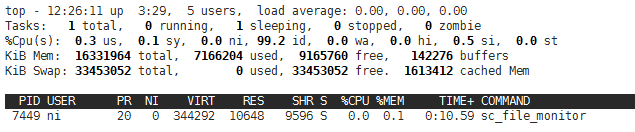 top - 12:26:11 up  3:29,  5 users,  load average: 0.00, 0.00, 0.00
Tasks:   1 total,   0 running,   1 sleeping,   0 stopped,   0 zombie
%Cpu(s):  0.3 us,  0.1 sy,  0.0 ni, 99.2 id,  0.0 wa,  0.0 hi,  0.5 si,  0.0 st
KiB Mem:  16331964 total,  7166204 used,  9165760 free,   142276 buffers
KiB Swap: 33453052 total,        0 used, 33453052 free.  1613412 cached Mem
PID USER      PR  NI    VIRT    RES    SHR S  %CPU %MEM     TIME+ COMMAND
7449 ni        20   0  344292  10648   9596 S   0.0  0.1   0:10.59 sc_file_monitor